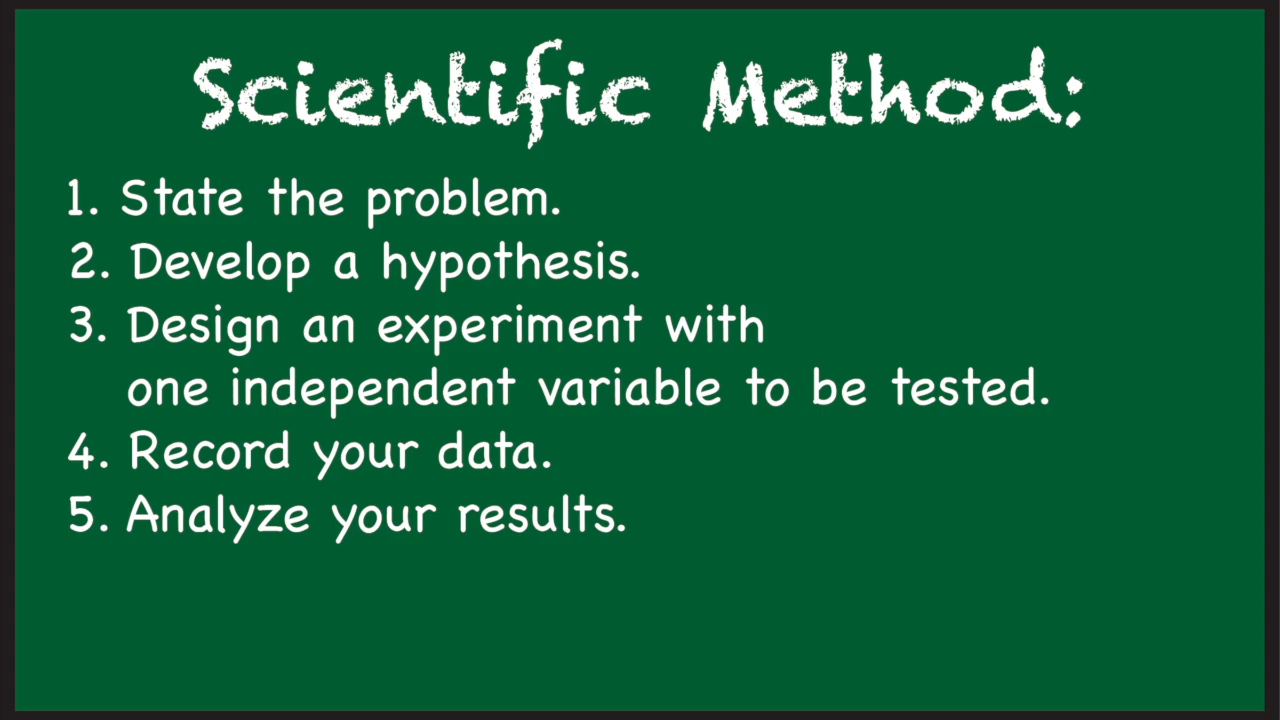 Scientific Method:
1. State the problem.
2. Develop a hypothesis.
3. Design an experiment with
one independent variable to be tested.
4. Record your data.
5. Analyze your results.